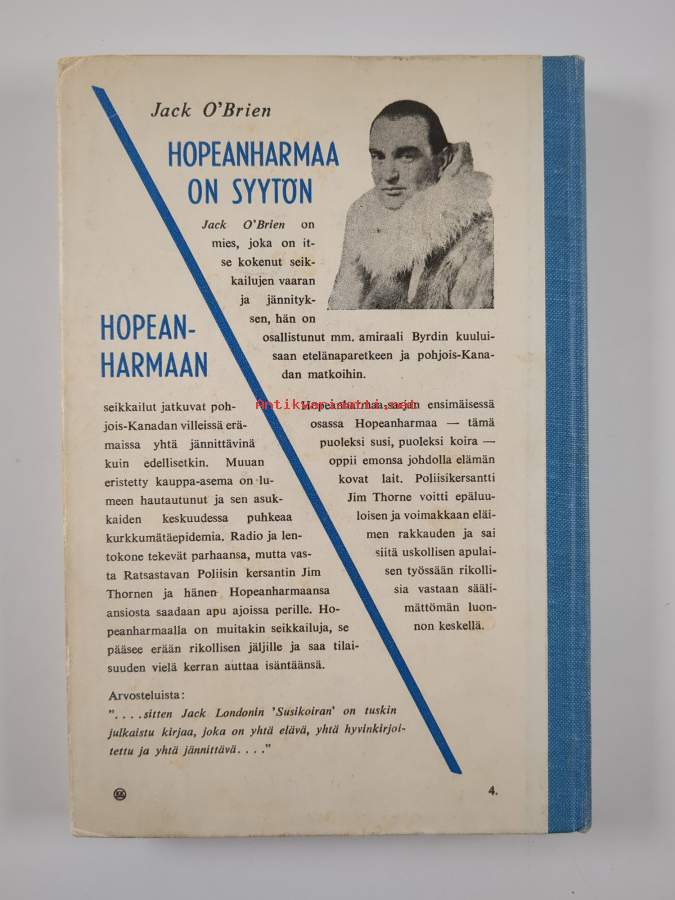 Jack O'Brien
HOPEANHARMAA
ON SYYTÖN
Jack O'Brien on
mies, joka on it-
se kokenut seik-
kailujen vaaran
ja jännityk-
sen, hän on
osallistunut mm. amiraali Byrdin kuului-
saan etelänaparetkeen ja pohjois-Kana-
dan matkoihin.
Hopeanharmaa-sarjan ensimäisessä
osassa Hopeanharmaa — tämä
puoleksi susi, puoleksi koira —
oppii emonsa johdolla elämän
kovat lait. Poliisikersantti
Jim Thorne voitti epäluu-
loisen ja voimakkaan eläi-
men rakkauden ja sai
siitä uskollisen apulai-
sen työssään rikolli-
sia vastaan sääli-
mättömän luon-
non keskellä.
HOPEAN-
HARMAAN
seikkailut jatkuvat poh-
jois-Kanadan villeissä erä-
maissa yhtä jännittävinä
kuin edellisetkin. Muuan
eristetty kauppa-asema on lu-
meen hautautunut ja sen asuk-
kaiden keskuudessa puhkeaa
kurkkumätäepidemia. Radio ja len-
tokone tekevät parhaansa, mutta vas-
ta Ratsastavan Poliisin kersantin Jim
Thornen ja hänen Hopeanharmaansa
ansiosta saadaan apu ajoissa perille. Ho-
peanharmaalla on muitakin seikkailuja, se
pääsee erään rikollisen jäljille ja saa tilai-
suuden vielä kerran auttaa isäntäänsä.
Arvosteluista:
"....sitten Jack Londonin 'Susikoiran' on tuskin
julkaistu kirjaa, joka on yhtä elävä, yhtä hyvinkirjoi-
tettu ja yhtä jännittävä...."
4.